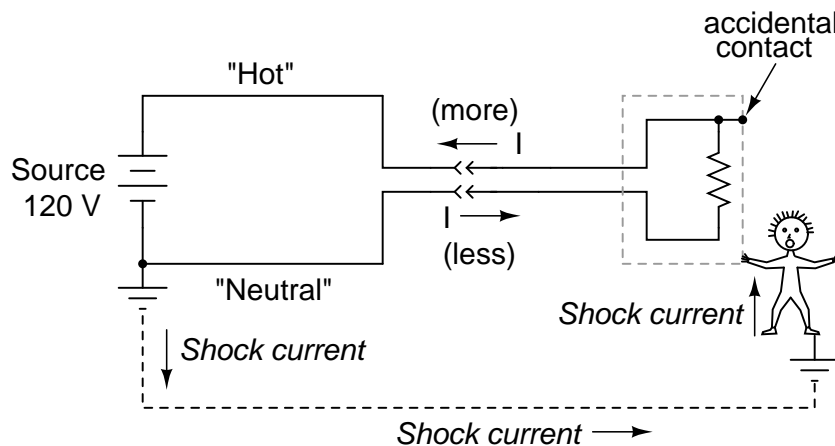 accidental
contact
"Hot"
(more)
I
Source
120 V
I
(less)
"Neutral"
Shock current
Shock current
Shock current